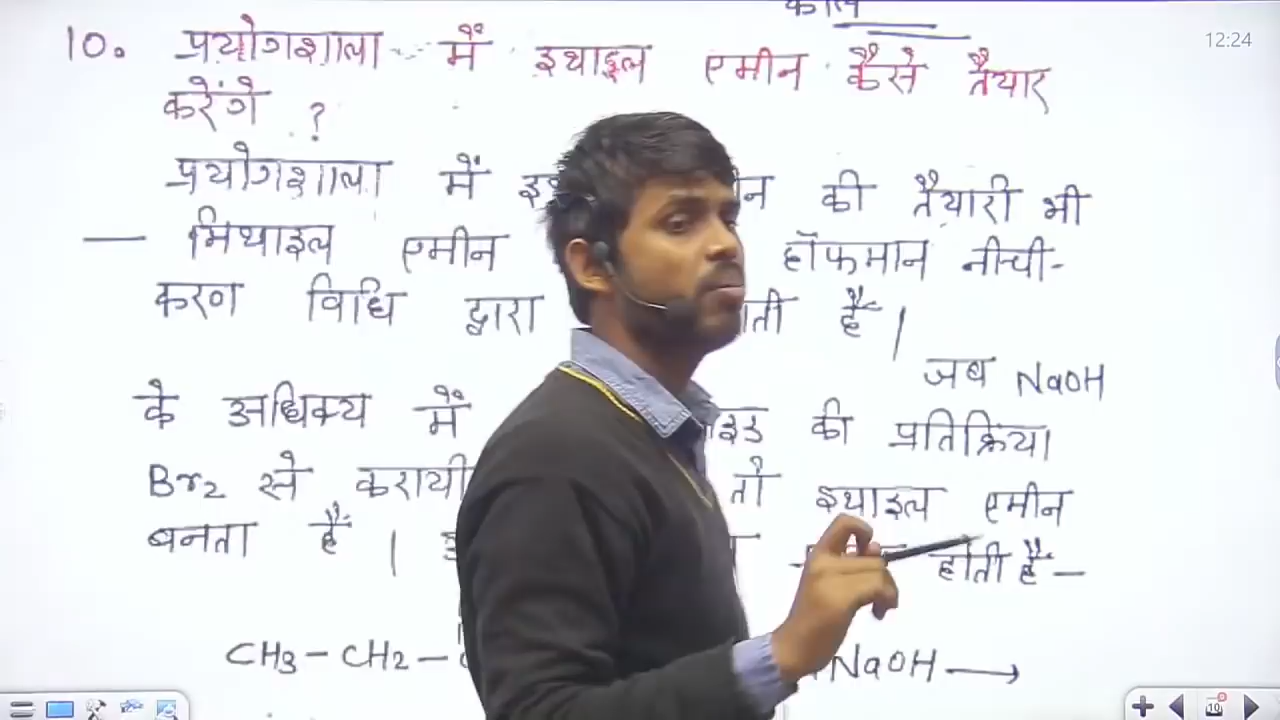 12:24
10. प्रयोगशाला में इथाइल एमीन कैसे तैयार
करेंगे ?
प्रयोगशाला में की तैयारी भी
— मिथाइल एमीन हॉफमान नीची-
करण विधि द्वारा है |
जब NaOH
के अधिक्य में की प्रतिक्रिया
Br2 से तो इथाइल एमीन
बनता है | होती है —
CH3 – CH2 – NaOH ⟶
10